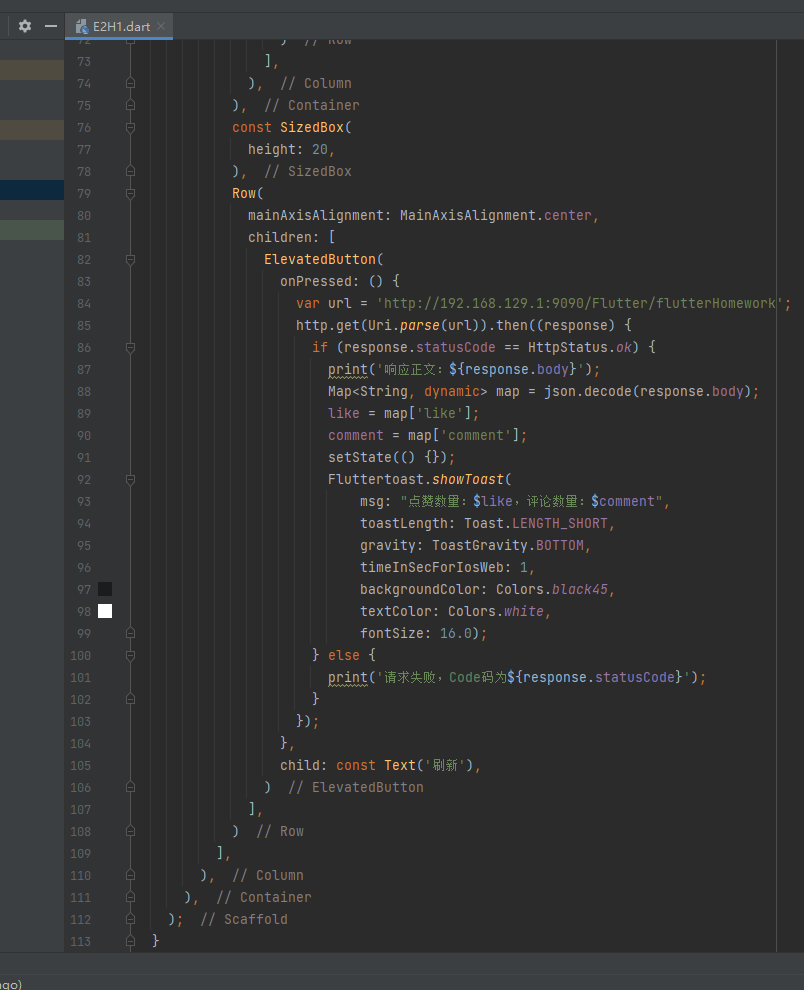 E2H1.dart
72 ) // Row
73 ],
74 ), // Column
75 ), // Container
76 const SizedBox(
77 height: 20,
78 ), // SizedBox
79 Row(
80 mainAxisAlignment: MainAxisAlignment.center,
81 children: [
82 ElevatedButton(
83 onPressed: () {
84 var url = 'http://192.168.129.1:9090/Flutter/flutterHomework';
85 http.get(Uri.parse(url)).then((response) {
86 if (response.statusCode == HttpStatus.ok) {
87 print('响应正文：${response.body}');
88 Map<String, dynamic> map = json.decode(response.body);
89 like = map['like'];
90 comment = map['comment'];
91 setState(() {});
92 Fluttertoast.showToast(
93 msg: "点赞数量：$like，评论数量：$comment",
94 toastLength: Toast.LENGTH_SHORT,
95 gravity: ToastGravity.BOTTOM,
96 timeInSecForIosWeb: 1,
97 backgroundColor: Colors.black45,
98 textColor: Colors.white,
99 fontSize: 16.0);
100 } else {
101 print('请求失败，Code码为${response.statusCode}');
102 }
103 });
104 },
105 child: const Text('刷新'),
106 ) // ElevatedButton
107 ],
108 ) // Row
109 ],
110 ), // Column
111 ), // Container
112 ); // Scaffold
113 }
ago)